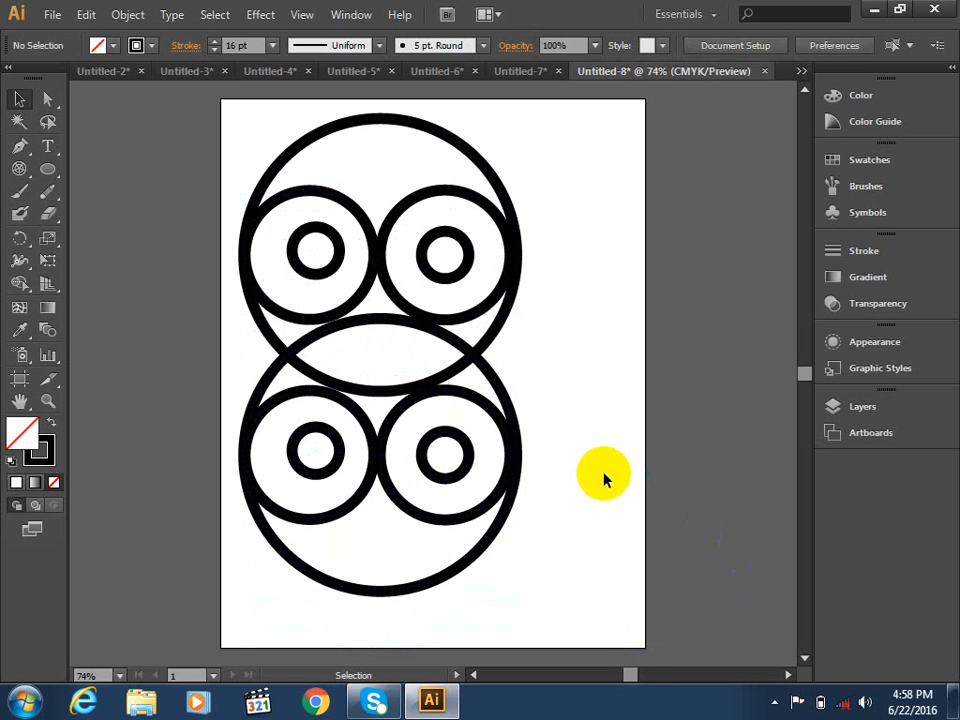 Ai File Edit Object Type Select Effect View Window Help Br Essentials
No Selection Stroke: 16 pt Uniform 5 pt. Round Opacity: 100% Style: Document Setup Preferences
Untitled-2* × Untitled-3* × Untitled-4* × Untitled-5* × Untitled-6* × Untitled-7* × Untitled-8* @ 74% (CMYK/Preview) ×
Color
Color Guide
Swatches
Brushes
Symbols
Stroke
Gradient
Transparency
Appearance
Graphic Styles
Layers
Artboards
74% 1 Selection
321 Ai 4:58 PM
6/22/2016